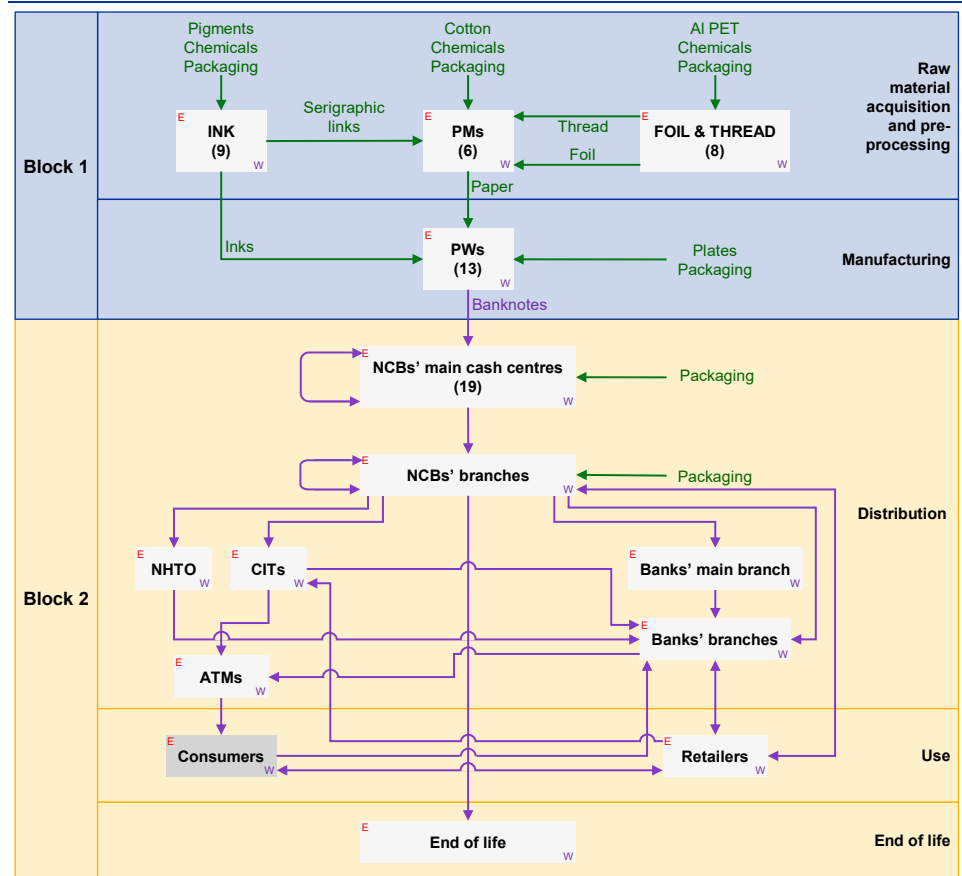 Pigments
Chemicals
Packaging
Cotton
Chemicals
Packaging
Al PET
Chemicals
Packaging
Raw
material
acquisition
and pre-
processing
Block 1
E
INK
(9)
W
Serigraphic
links
E
PMs
(6)
W
Thread
Foil
E
FOIL & THREAD
(8)
W
Paper
Inks
E
PWs
(13)
W
Plates
Packaging
Manufacturing
Banknotes
E
NCBs' main cash centres
(19)
W
Packaging
E
NCBs' branches
W
Packaging
Distribution
Block 2
E
NHTO
W
E
CITs
W
E
Banks' main branch
W
E
Banks' branches
W
E
ATMs
W
E
Consumers
W
E
Retailers
W
Use
E
End of life
W
End of life